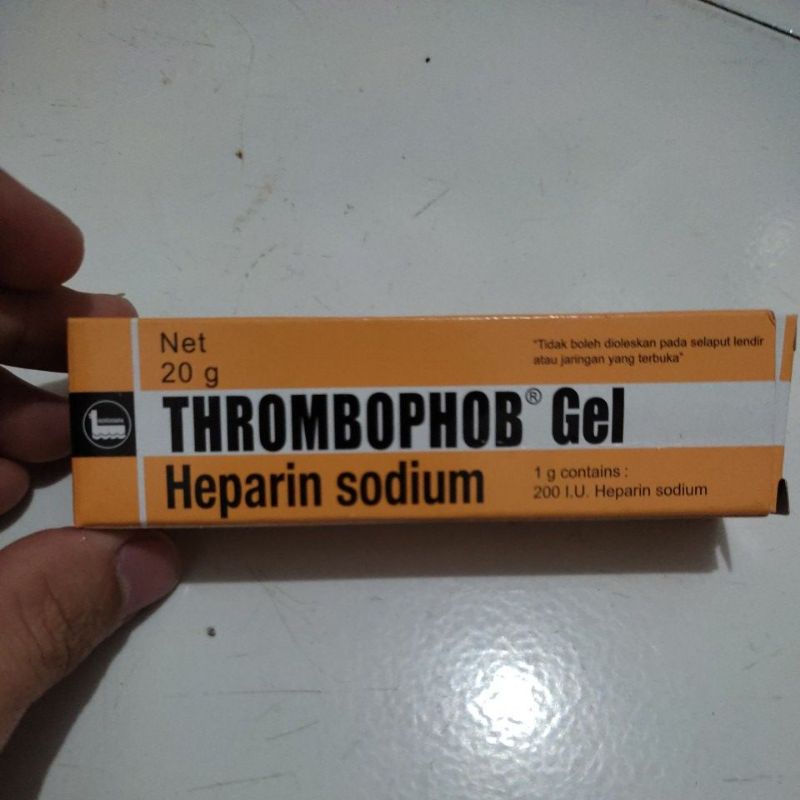 Net
20 g
"Tidak boleh dioleskan pada selaput lendir
atau jaringan yang terbuka"
THROMBOPHOB® Gel
Heparin sodium
1 g contains :
200 I.U. Heparin sodium